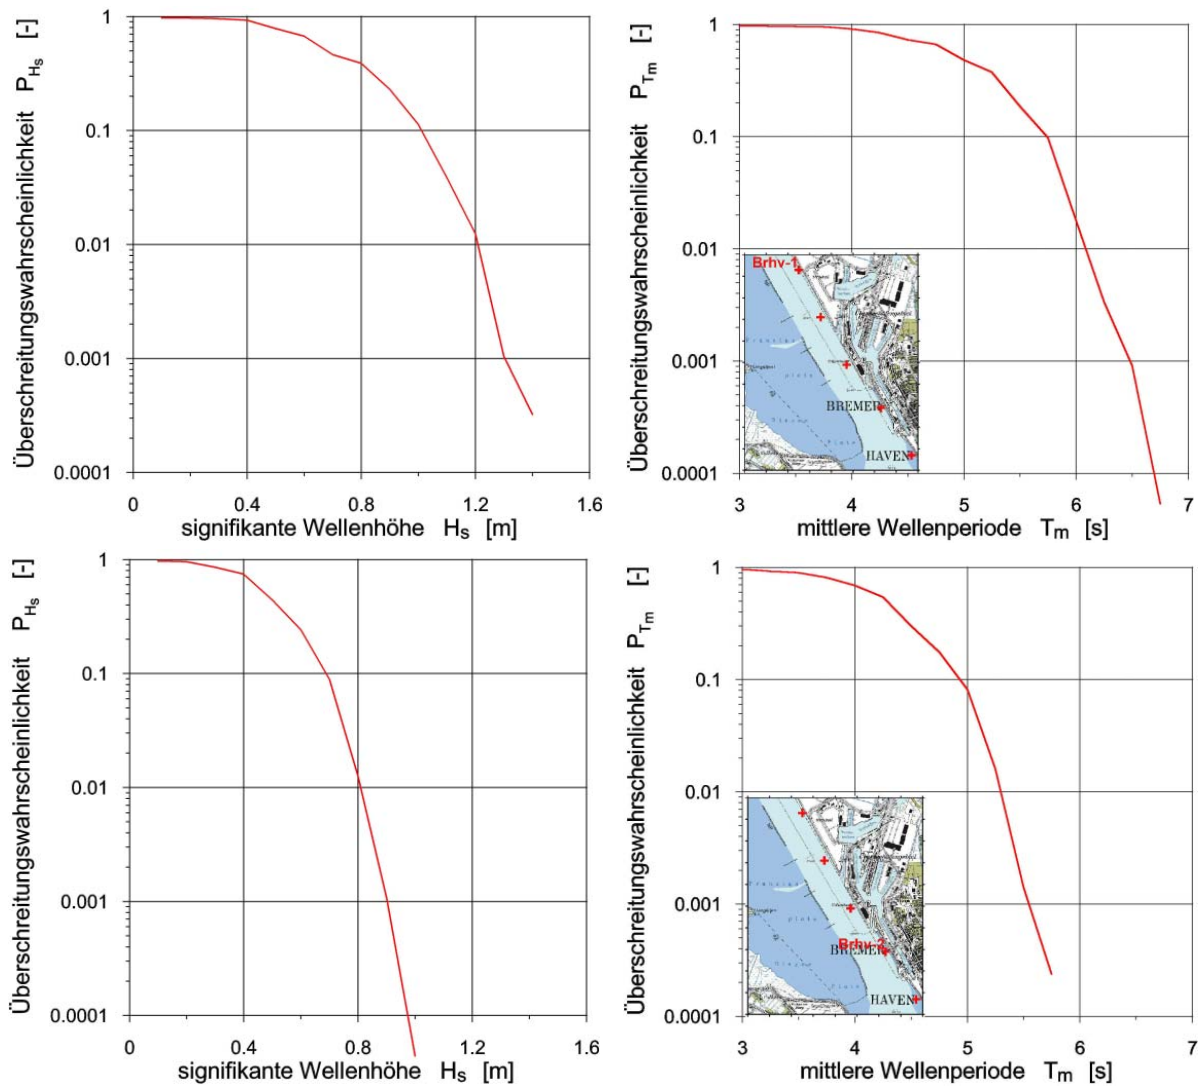 Überschreitungswahrscheinlichkeit P_Hs [-]
1
0.1
0.01
0.001
0.0001
0 0.4 0.8 1.2 1.6
signifikante Wellenhöhe H_s [m]
Überschreitungswahrscheinlichkeit P_Tm [-]
1
0.1
0.01
0.001
0.0001
Brhv-1
BREMER
HAVEN
3 4 5 6 7
mittlere Wellenperiode T_m [s]
Überschreitungswahrscheinlichkeit P_Hs [-]
1
0.1
0.01
0.001
0.0001
0 0.4 0.8 1.2 1.6
signifikante Wellenhöhe H_s [m]
Überschreitungswahrscheinlichkeit P_Tm [-]
1
0.1
0.01
0.001
0.0001
Brhv-2
BREMER
HAVEN
3 4 5 6 7
mittlere Wellenperiode T_m [s]